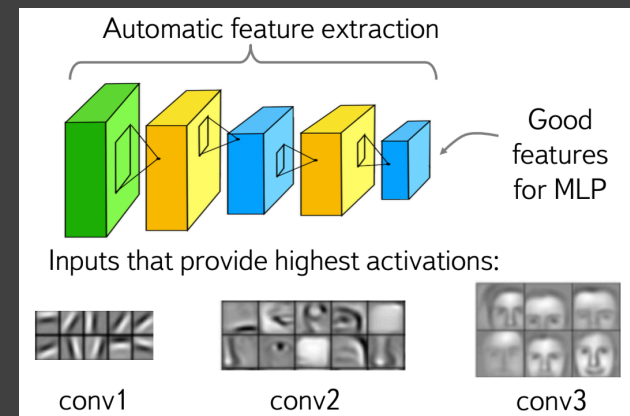 Automatic feature extraction
Good
features
for MLP
Inputs that provide highest activations:
conv1
conv2
conv3